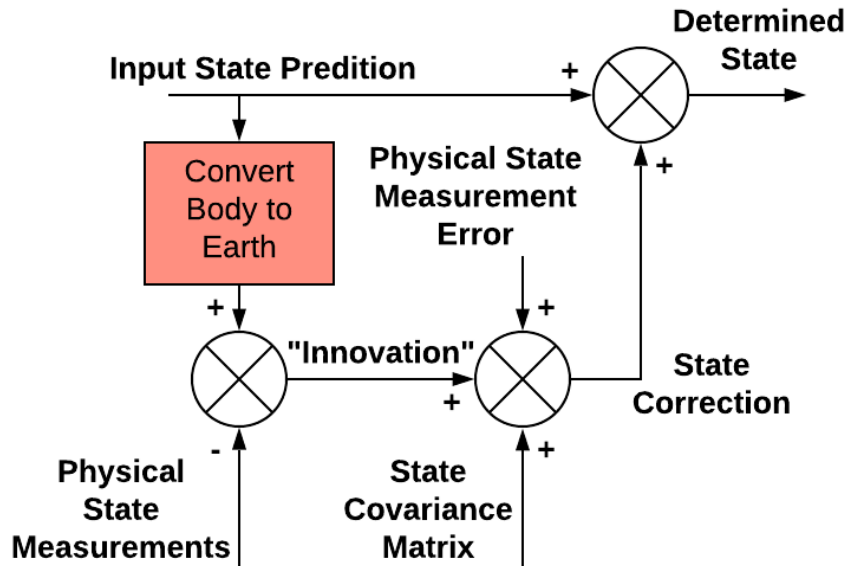 Determined
State
Input State Predition
+
Convert
Body to
Earth
Physical State
Measurement
Error
+
+
+
"Innovation"
+
State
Correction
-
+
Physical
State
Measurements
State
Covariance
Matrix